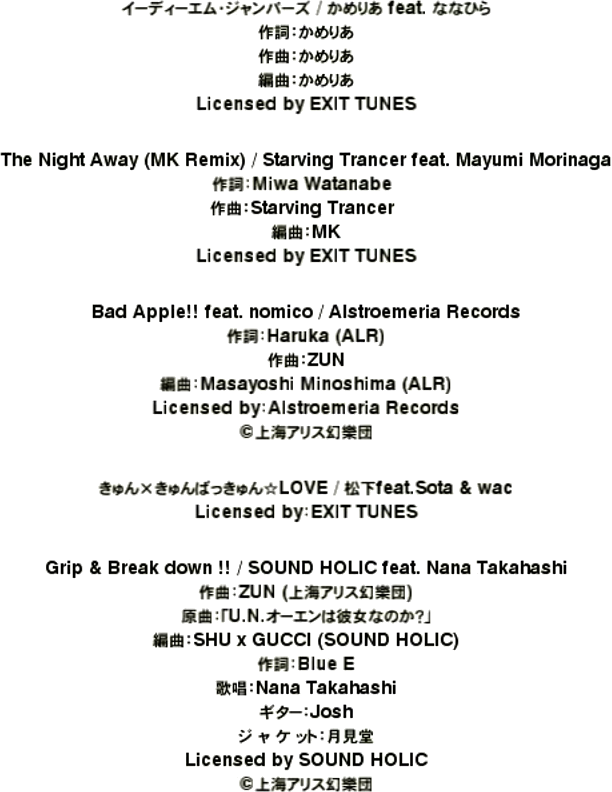 イーディーエム・ジャンパーズ / かめりあ feat. ななひら
作詞：かめりあ
作曲：かめりあ
編曲：かめりあ
Licensed by EXIT TUNES
The Night Away (MK Remix) / Starving Trancer feat. Mayumi Morinaga
作詞：Miwa Watanabe
作曲：Starving Trancer
編曲：MK
Licensed by EXIT TUNES
Bad Apple!! feat. nomico / Alstroemeria Records
作詞：Haruka (ALR)
作曲：ZUN
編曲：Masayoshi Minoshima (ALR)
Licensed by：Alstroemeria Records
©上海アリス幻樂団
きゅん×きゅんばっきゅん☆LOVE / 松下feat.Sota & wac
Licensed by：EXIT TUNES
Grip & Break down !! / SOUND HOLIC feat. Nana Takahashi
作曲：ZUN (上海アリス幻樂団)
原曲：「U.N.オーエンは彼女なのか？」
編曲：SHU x GUCCI (SOUND HOLIC)
作詞：Blue E
歌唱：Nana Takahashi
ギター：Josh
ジャケット：月見堂
Licensed by SOUND HOLIC
©上海アリス幻樂団